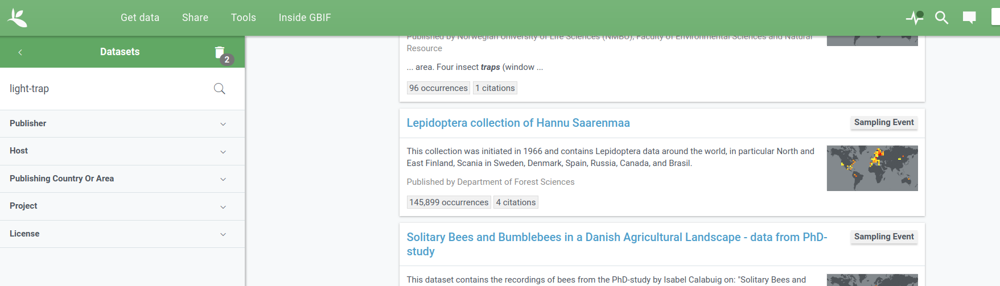 Get data
Share
Tools
Inside GBIF
Datasets
2
light-trap
Publisher
Host
Publishing Country Or Area
Project
License
Published by Norwegian University of Life Sciences (NMBU), Faculty of Environmental Sciences and Natural
Resource
... area. Four insect traps (window ...
96 occurrences
1 citations
Lepidoptera collection of Hannu Saarenmaa
Sampling Event
This collection was initiated in 1966 and contains Lepidoptera data around the world, in particular North and
East Finland, Scania in Sweden, Denmark, Spain, Russia, Canada, and Brasil.
Published by Department of Forest Sciences
145,899 occurrences
4 citations
Solitary Bees and Bumblebees in a Danish Agricultural Landscape - data from PhD-
study
Sampling Event
This dataset contains the recordings of bees from the PhD-study by Isabel Calabuig on: "Solitary Bees and